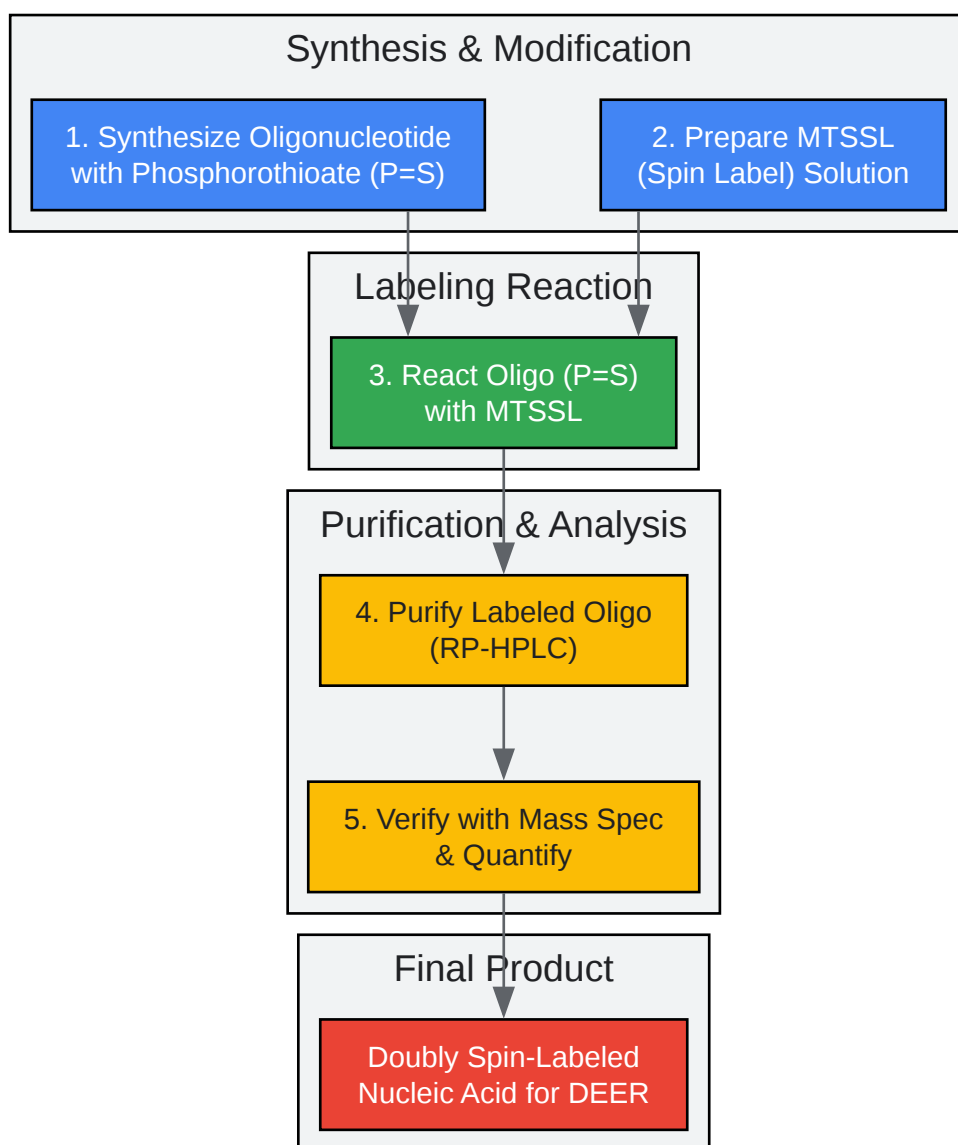 Synthesis & Modification
1. Synthesize Oligonucleotide
with Phosphorothioate (P=S)
2. Prepare MTSSL
(Spin Label) Solution
Labeling Reaction
3. React Oligo (P=S)
with MTSSL
Purification & Analysis
4. Purify Labeled Oligo
(RP-HPLC)
5. Verify with Mass Spec
& Quantify
Final Product
Doubly Spin-Labeled
Nucleic Acid for DEER